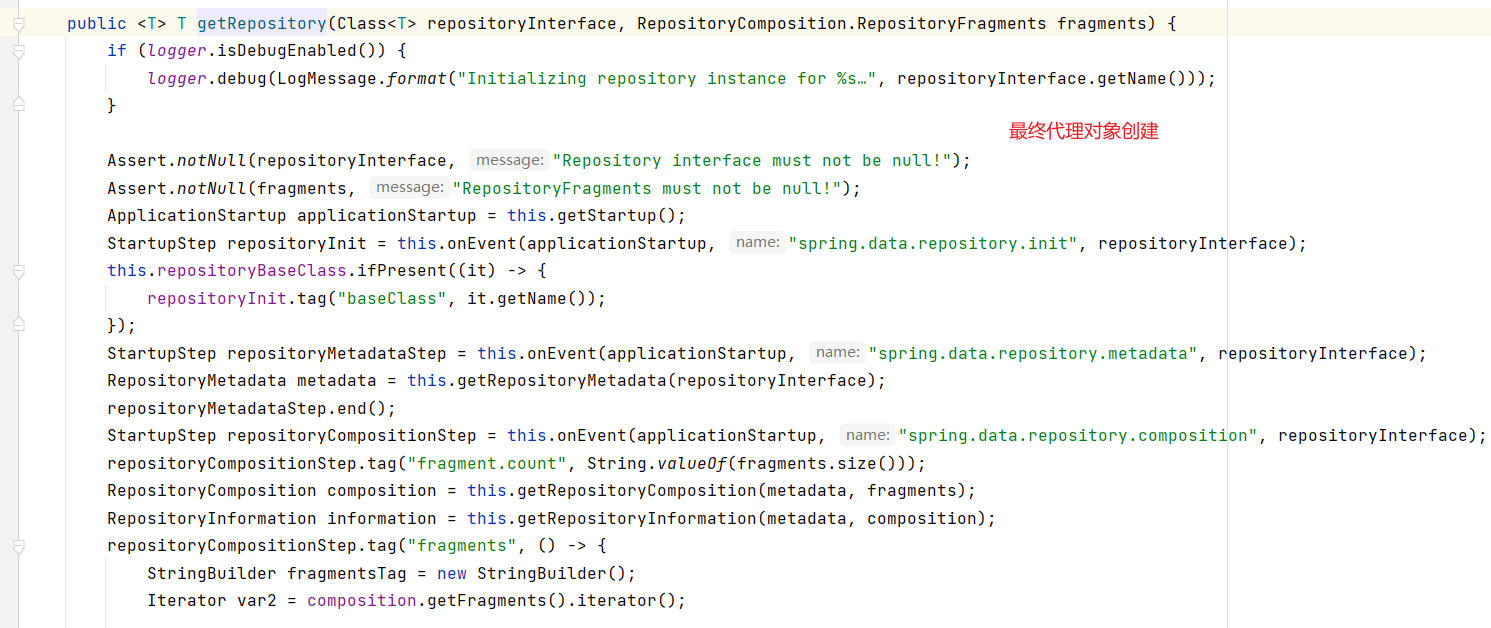 public <T> T getRepository(Class<T> repositoryInterface, RepositoryComposition.RepositoryFragments fragments) {
if (logger.isDebugEnabled()) {
logger.debug(LogMessage.format("Initializing repository instance for %s…", repositoryInterface.getName()));
}
最终代理对象创建
Assert.notNull(repositoryInterface, message: "Repository interface must not be null!");
Assert.notNull(fragments, message: "RepositoryFragments must not be null!");
ApplicationStartup applicationStartup = this.getStartup();
StartupStep repositoryInit = this.onEvent(applicationStartup, name: "spring.data.repository.init", repositoryInterface);
this.repositoryBaseClass.ifPresent((it) -> {
repositoryInit.tag("baseClass", it.getName());
});
StartupStep repositoryMetadataStep = this.onEvent(applicationStartup, name: "spring.data.repository.metadata", repositoryInterface);
RepositoryMetadata metadata = this.getRepositoryMetadata(repositoryInterface);
repositoryMetadataStep.end();
StartupStep repositoryCompositionStep = this.onEvent(applicationStartup, name: "spring.data.repository.composition", repositoryInterface);
repositoryCompositionStep.tag("fragment.count", String.valueOf(fragments.size()));
RepositoryComposition composition = this.getRepositoryComposition(metadata, fragments);
RepositoryInformation information = this.getRepositoryInformation(metadata, composition);
repositoryCompositionStep.tag("fragments", () -> {
StringBuilder fragmentsTag = new StringBuilder();
Iterator var2 = composition.getFragments().iterator();